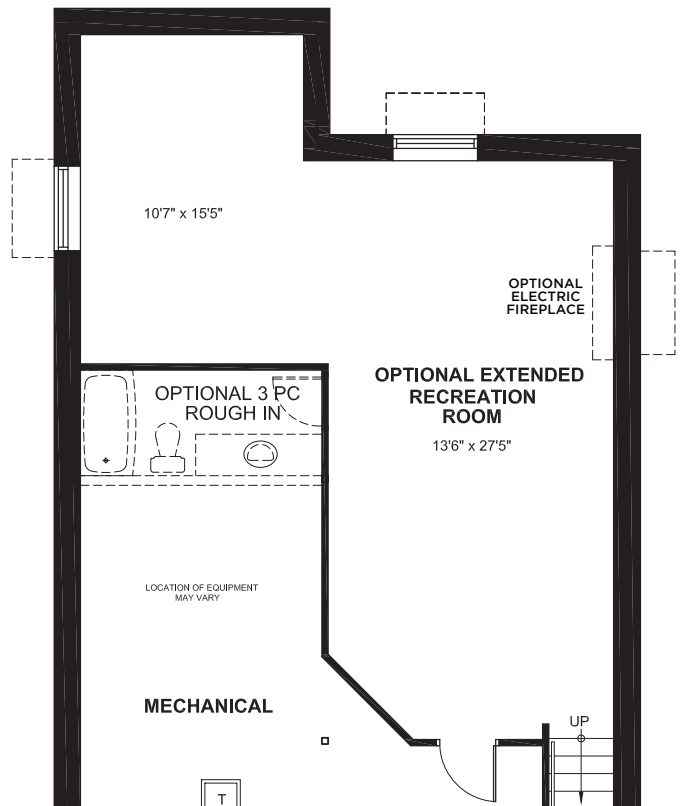 10'7" x 15'5"
OPTIONAL
ELECTRIC
FIREPLACE
OPTIONAL EXTENDED
RECREATION
ROOM
13'6" x 27'5"
OPTIONAL 3 PC
ROUGH IN
LOCATION OF EQUIPMENT
MAY VARY
MECHANICAL
UP
T